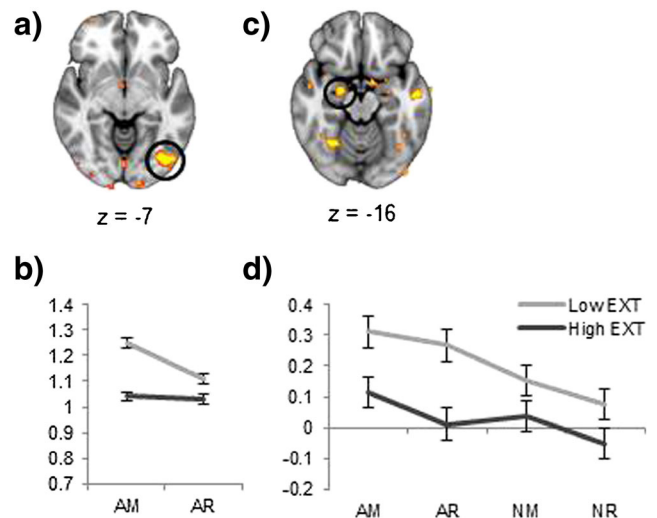 a)
c)
z = -7
z = -16
b)
d)
1.4
1.3
1.2
1.1
1
0.9
0.8
0.7
AM AR
0.4
0.3
0.2
0.1
0
-0.1
-0.2
Low EXT
High EXT
AM AR NM NR